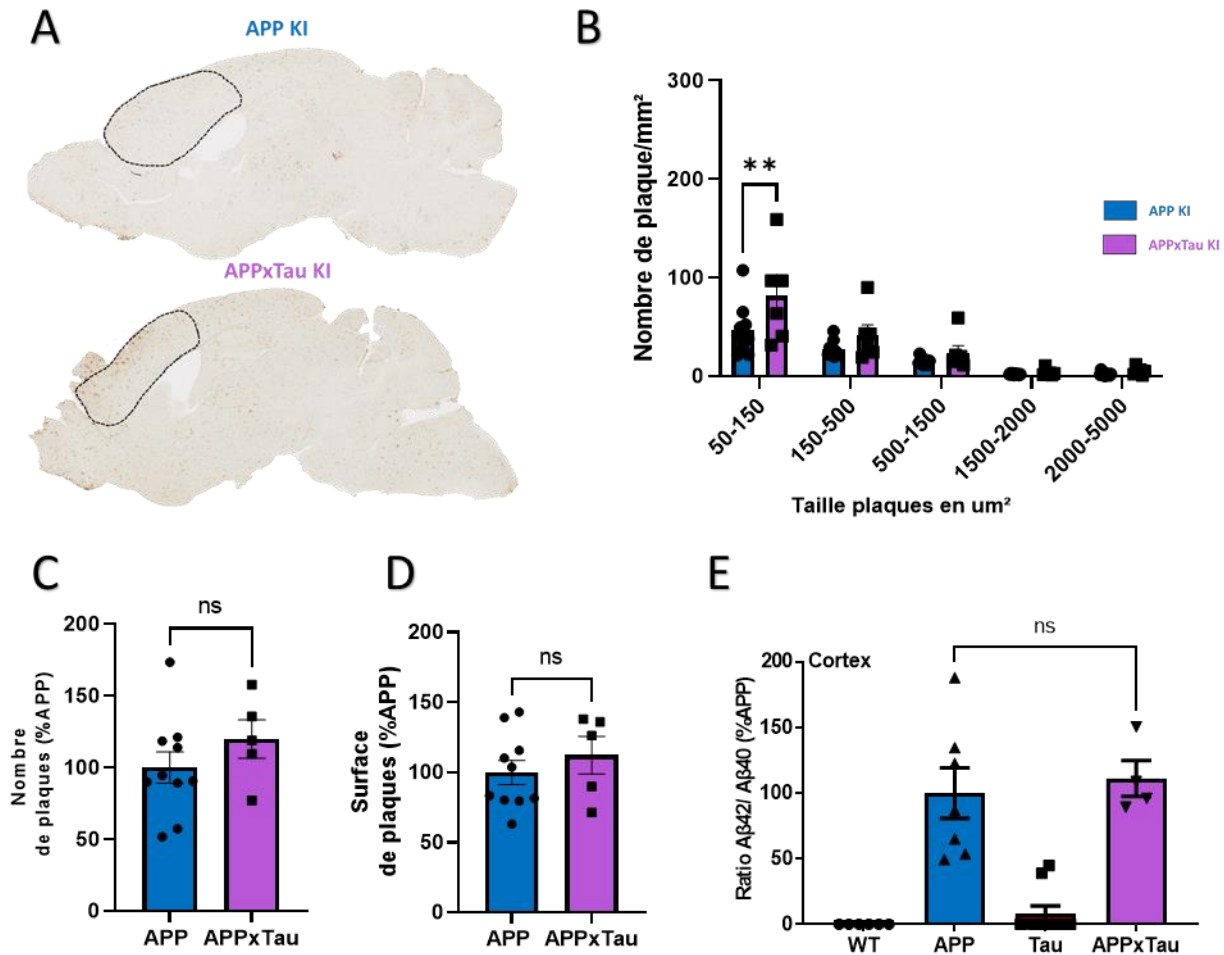 A
APP KI
APPxTau KI
B
Nombre de plaque/mm²
300
200
100
0
**
APP KI
APPxTau KI
50-150
150-500
500-1500
1500-2000
2000-5000
Taille plaques en um²
C
Nombre
de plaques (%APP)
200
150
100
50
0
ns
APP
APPxTau
D
Surface
de plaques (%APP)
200
150
100
50
0
ns
APP
APPxTau
E
Ratio Aβ42/ Aβ40 (%APP)
200
150
100
50
0
Cortex
ns
WT
APP
Tau
APPxTau